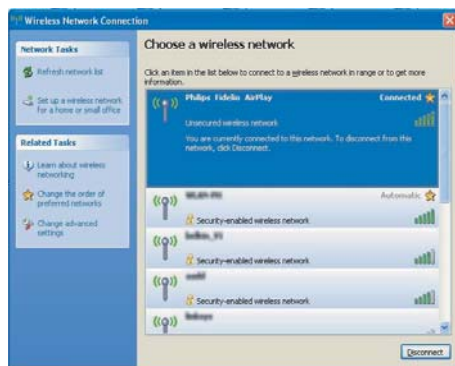 Wireless Network Connection
Network Tasks
Refresh network list
Set up a wireless network
for a home or small office
Related Tasks
Learn about wireless
networking
Change the order of
preferred networks
Change advanced
settings
Choose a wireless network
Click an item in the list below to connect to a wireless network in range or to get more
information.
Philips Fidelio AirPlay
Connected
Unsecured wireless network
You are currently connected to this network. To disconnect from this
network, click Disconnect.
Automatic
Security-enabled wireless network
Security-enabled wireless network
Security-enabled wireless network
Disconnect